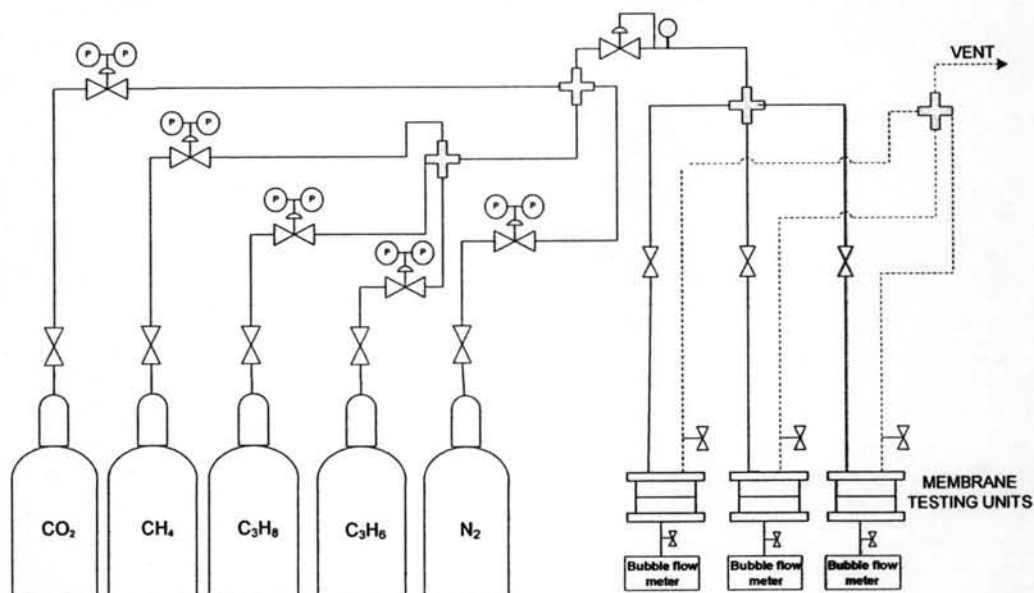 VENT
P P
P P
P P
P P
P P
CO₂
CH₄
C₃H₈
C₃H₆
N₂
MEMBRANE
TESTING UNITS
Bubble flow
meter
Bubble flow
meter
Bubble flow
meter